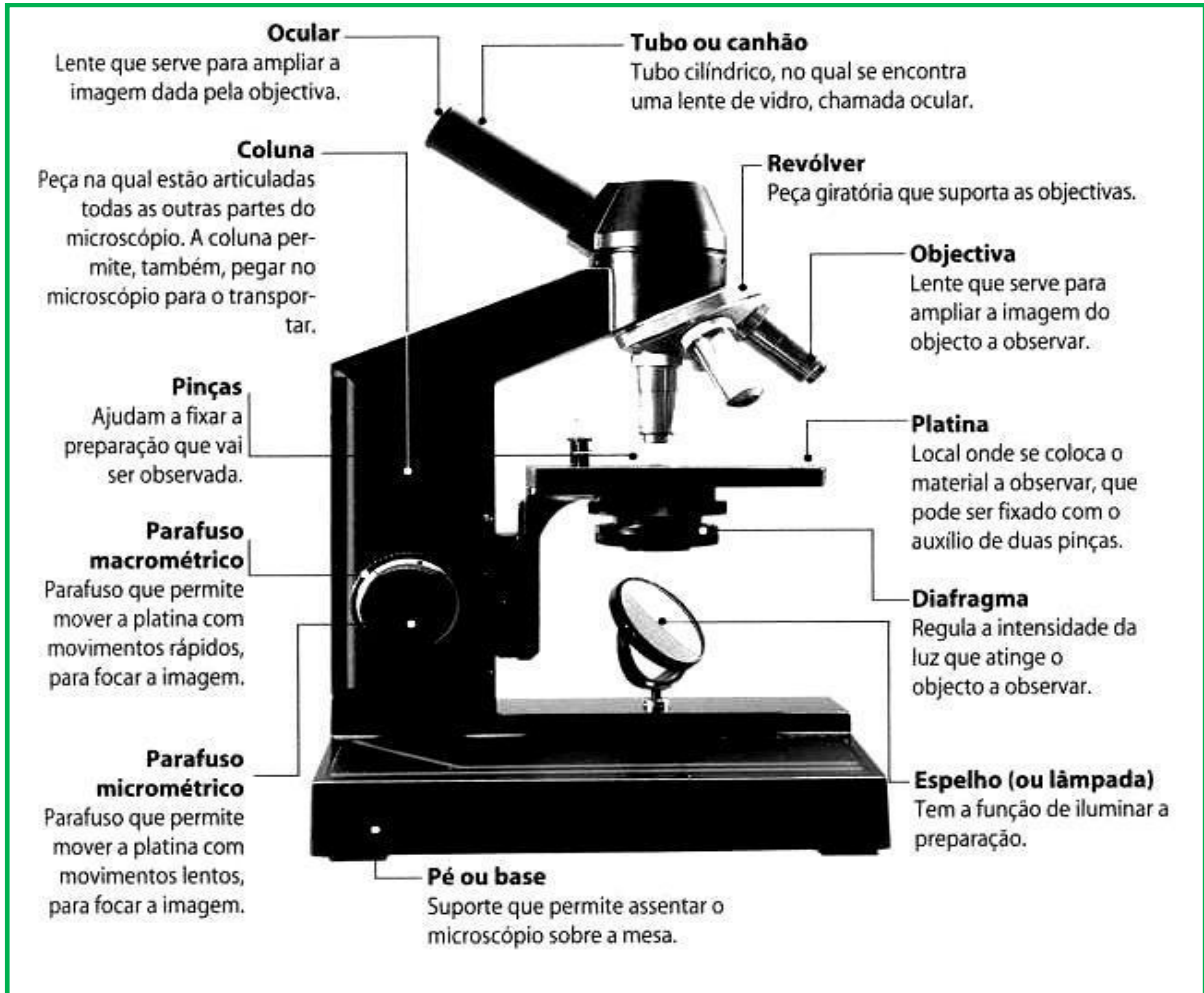 Ocular
Lente que serve para ampliar a
imagem dada pela objectiva.
Tubo ou canhão
Tubo cilíndrico, no qual se encontra
uma lente de vidro, chamada ocular.
Coluna
Peça na qual estão articuladas
todas as outras partes do
microscópio. A coluna per-
mite, também, pegar no
microscópio para o transpor-
tar.
Revólver
Peça giratória que suporta as objectivas.
Objectiva
Lente que serve para
ampliar a imagem do
objecto a observar.
Pinças
Ajudam a fixar a
preparação que vai
ser observada.
Platina
Local onde se coloca o
material a observar, que
pode ser fixado com o
auxílio de duas pinças.
Parafuso
macrométrico
Parafuso que permite
mover a platina com
movimentos rápidos,
para focar a imagem.
Diafragma
Regula a intensidade da
luz que atinge o
objecto a observar.
Parafuso
micrométrico
Parafuso que permite
mover a platina com
movimentos lentos,
para focar a imagem.
Espelho (ou lâmpada)
Tem a função de iluminar a
preparação.
Pé ou base
Suporte que permite assentar o
microscópio sobre a mesa.